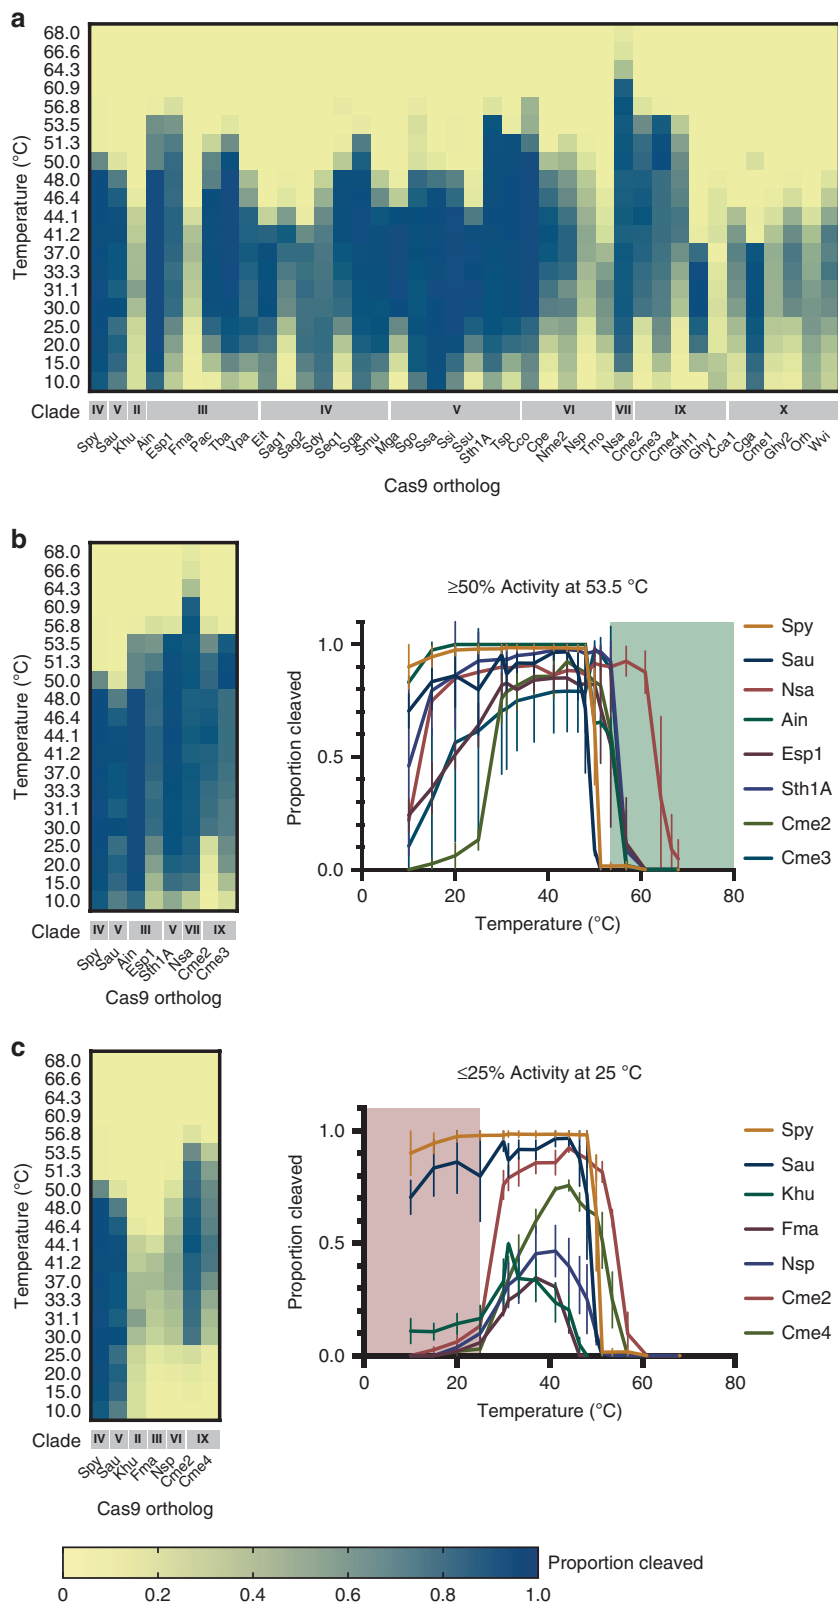 a
68.0
66.6
64.3
60.9
56.8
53.5
51.3
50.0
48.0
46.4
44.1
41.2
37.0
33.3
31.1
30.0
25.0
20.0
15.0
10.0
Temperature (°C)
Clade IV V II III IV V VI VII IX X
Spy Sau Khu Ain Esp1 Fma Pac Tba Vpa Eit Sag1 Sag2 Sdy Seq1 Sga Smu Mga Sgo Ssa Ssi Ssu Sth1A Tsp Cco Cpe Nme2 Nsp Tmo Nsa Cme2 Cme3 Cme4 Ghh1 Ghy1 Cca1 Cga Cme1 Ghy2 Orh Wvi
Cas9 ortholog
b
68.0
66.6
64.3
60.9
56.8
53.5
51.3
50.0
48.0
46.4
44.1
41.2
37.0
33.3
31.1
30.0
25.0
20.0
15.0
10.0
Temperature (°C)
Clade IV V III V VII IX
Spy Sau Ain Esp1 Sth1A Nsa Cme2 Cme3
Cas9 ortholog
≥50% Activity at 53.5 °C
1.0
0.5
0.0
Proportion cleaved
0 20 40 60 80
Temperature (°C)
Spy
Sau
Nsa
Ain
Esp1
Sth1A
Cme2
Cme3
c
68.0
66.6
64.3
60.9
56.8
53.5
51.3
50.0
48.0
46.4
44.1
41.2
37.0
33.3
31.1
30.0
25.0
20.0
15.0
10.0
Temperature (°C)
Clade IV V II III VI IX
Spy Sau Khu Fma Nsp Cme2 Cme4
Cas9 ortholog
≤25% Activity at 25 °C
1.0
0.5
0.0
Proportion cleaved
0 20 40 60 80
Temperature (°C)
Spy
Sau
Khu
Fma
Nsp
Cme2
Cme4
Proportion cleaved
0 0.2 0.4 0.6 0.8 1.0